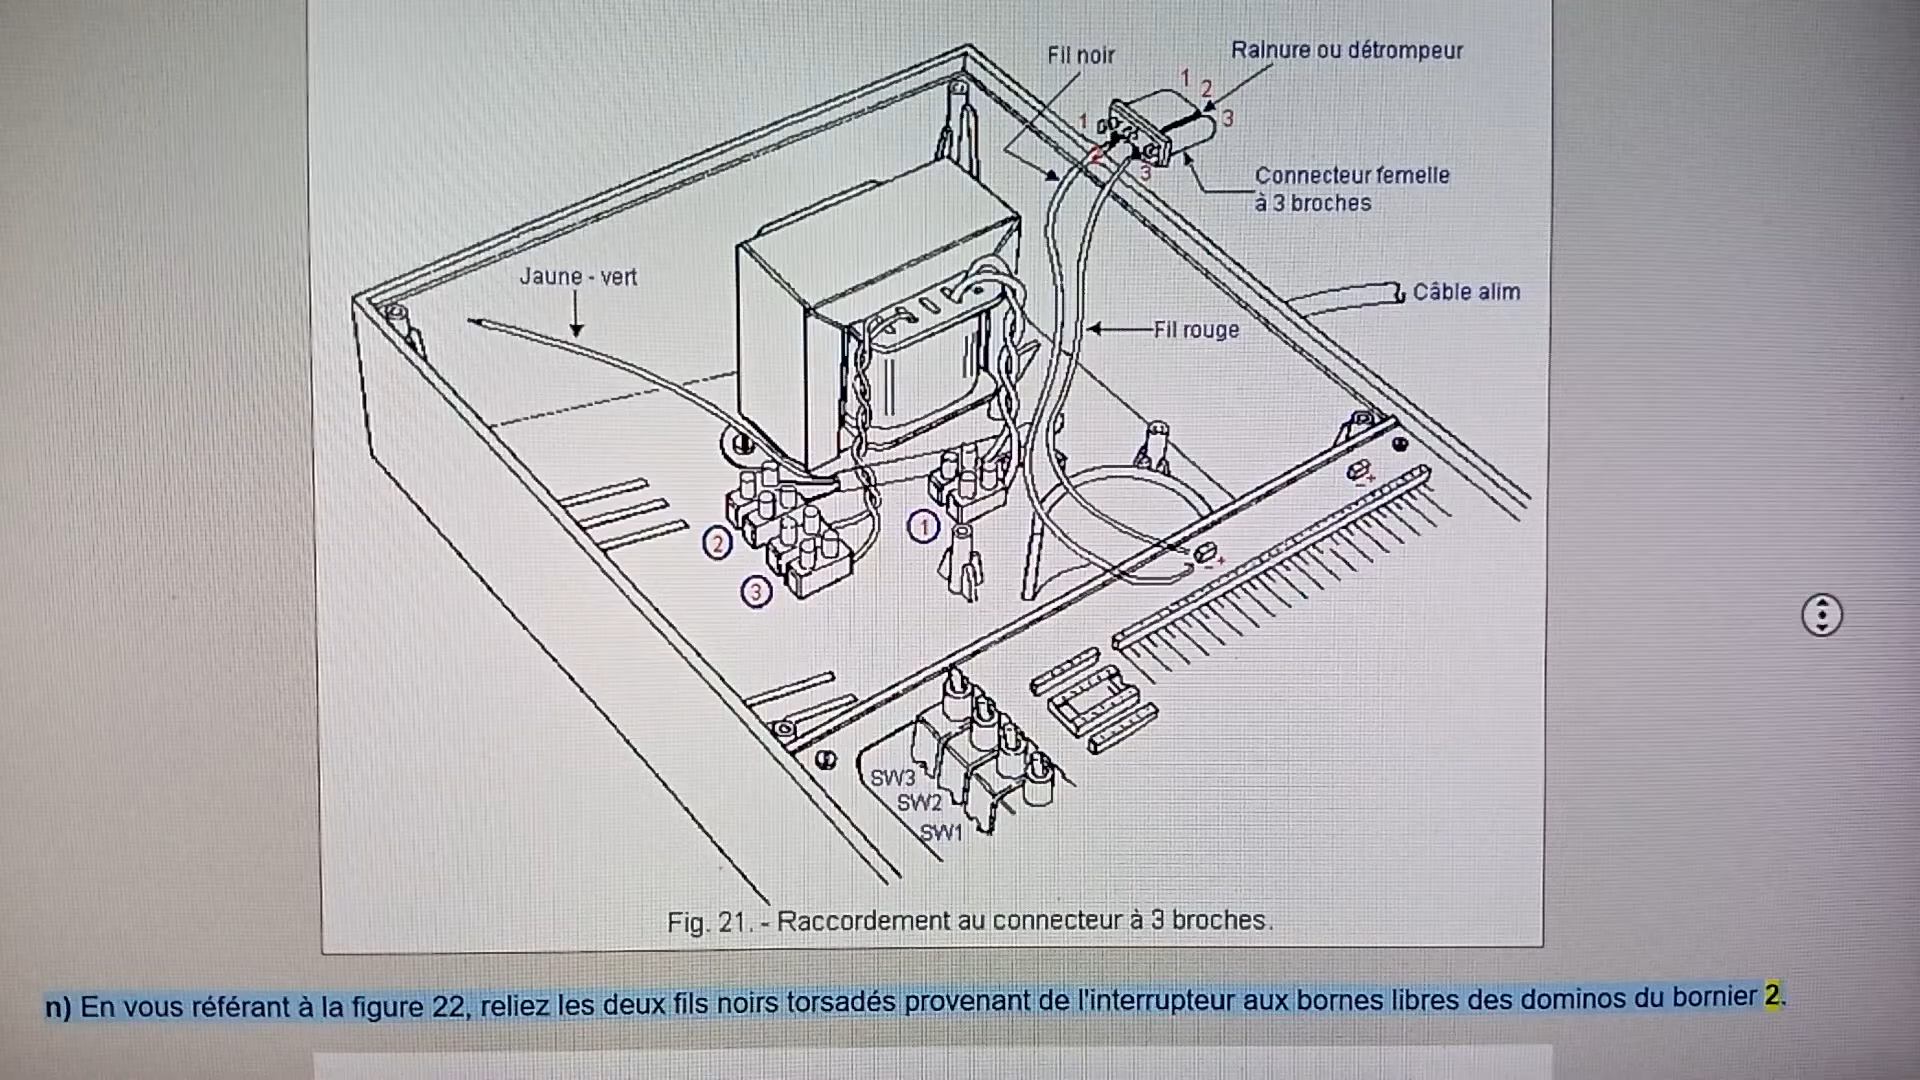 Fil noir
Rainure ou détrompeur
1
2
3
1
2
3
Connecteur femelle
à 3 broches
Jaune - vert
Câble alim
Fil rouge
- +
- +
1
2
3
SW3
SW2
SW1
Fig. 21. - Raccordement au connecteur à 3 broches.
n) En vous référant à la figure 22, reliez les deux fils noirs torsadés provenant de l'interrupteur aux bornes libres des dominos du bornier 2.